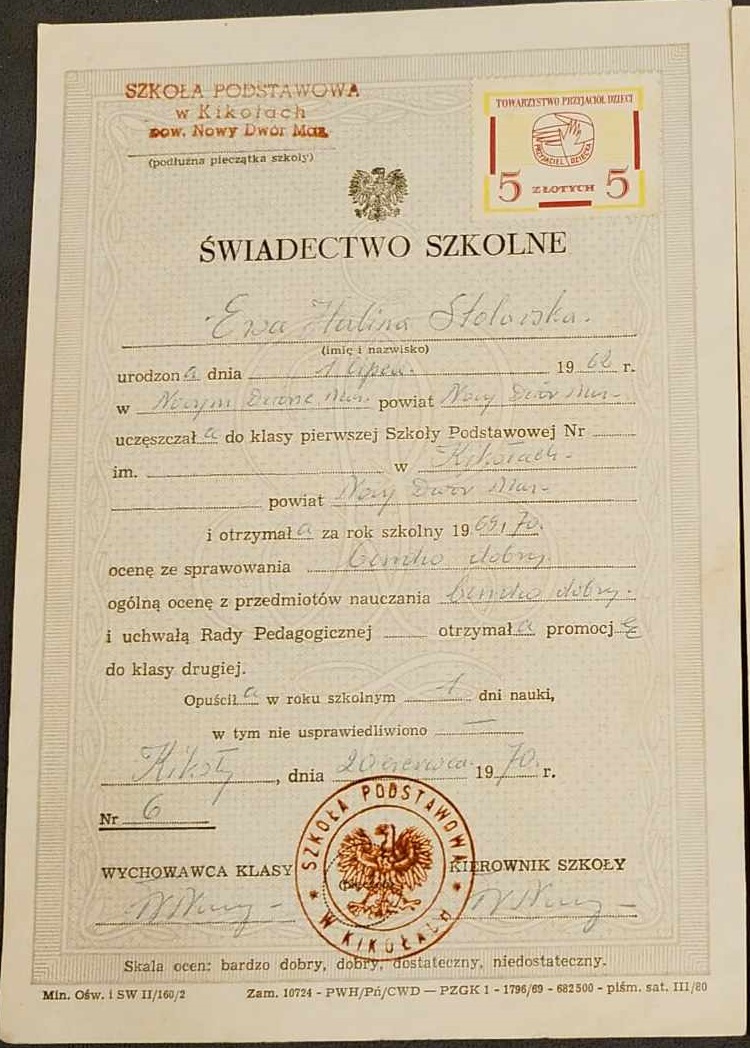 SZKOŁA PODSTAWOWA
w Kikołach
pow. Nowy Dwór Maz.
(podłużna pieczątka szkoły)
TOWARZYSTWO PRZYJACIÓŁ DZIECI
PRZYJACIEL DZIECKA
5 ZŁOTYCH 5
ŚWIADECTWO SZKOLNE
Ewa Halina Stolarska.
(imię i nazwisko)
urodzona dnia 1 lipca. 1962 r.
w Nowym Dworze Maz. powiat Nowy Dwór Maz.
uczęszczała do klasy pierwszej Szkoły Podstawowej Nr
im. w Kikołach.
powiat Nowy Dwór Maz.
i otrzymała za rok szkolny 1969/70.
ocenę ze sprawowania bardzo dobry.
ogólną ocenę z przedmiotów nauczania bardzo dobry.
i uchwałą Rady Pedagogicznej otrzymała promocję
do klasy drugiej.
Opuściła w roku szkolnym 1 dni nauki,
w tym nie usprawiedliwiono —
Kikoły, dnia 20 czerwca. 1970. r.
Nr 6
SZKOŁA PODSTAWOWA * W KIKOŁACH *
WYCHOWAWCA KLASY KIEROWNIK SZKOŁY
Skala ocen: bardzo dobry, dobry, dostateczny, niedostateczny.
Min. Ośw. i SW II/160/2 Zam. 10724 - PWH/Pń/CWD — PZGK 1 - 1796/69 - 682500 - piśm. sat. III/80